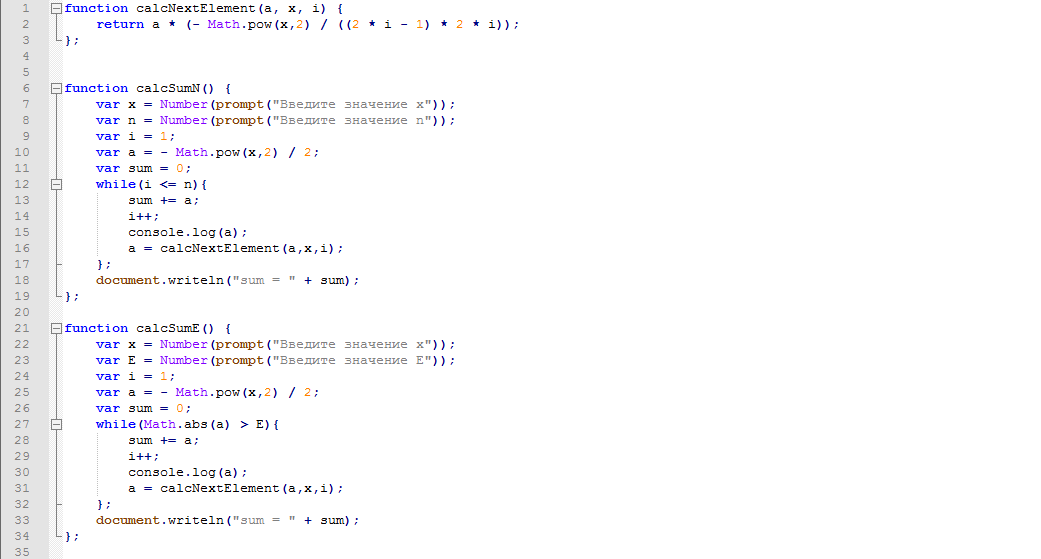 1 function calcNextElement(a, x, i) {
2 return a * (- Math.pow(x,2) / ((2 * i - 1) * 2 * i));
3 };
4
5
6 function calcSumN() {
7 var x = Number(prompt("Введите значение x"));
8 var n = Number(prompt("Введите значение n"));
9 var i = 1;
10 var a = - Math.pow(x,2) / 2;
11 var sum = 0;
12 while(i <= n){
13 sum += a;
14 i++;
15 console.log(a);
16 a = calcNextElement(a,x,i);
17 };
18 document.writeln("sum = " + sum);
19 };
20
21 function calcSumE() {
22 var x = Number(prompt("Введите значение x"));
23 var E = Number(prompt("Введите значение E"));
24 var i = 1;
25 var a = - Math.pow(x,2) / 2;
26 var sum = 0;
27 while(Math.abs(a) > E){
28 sum += a;
29 i++;
30 console.log(a);
31 a = calcNextElement(a,x,i);
32 };
33 document.writeln("sum = " + sum);
34 };
35